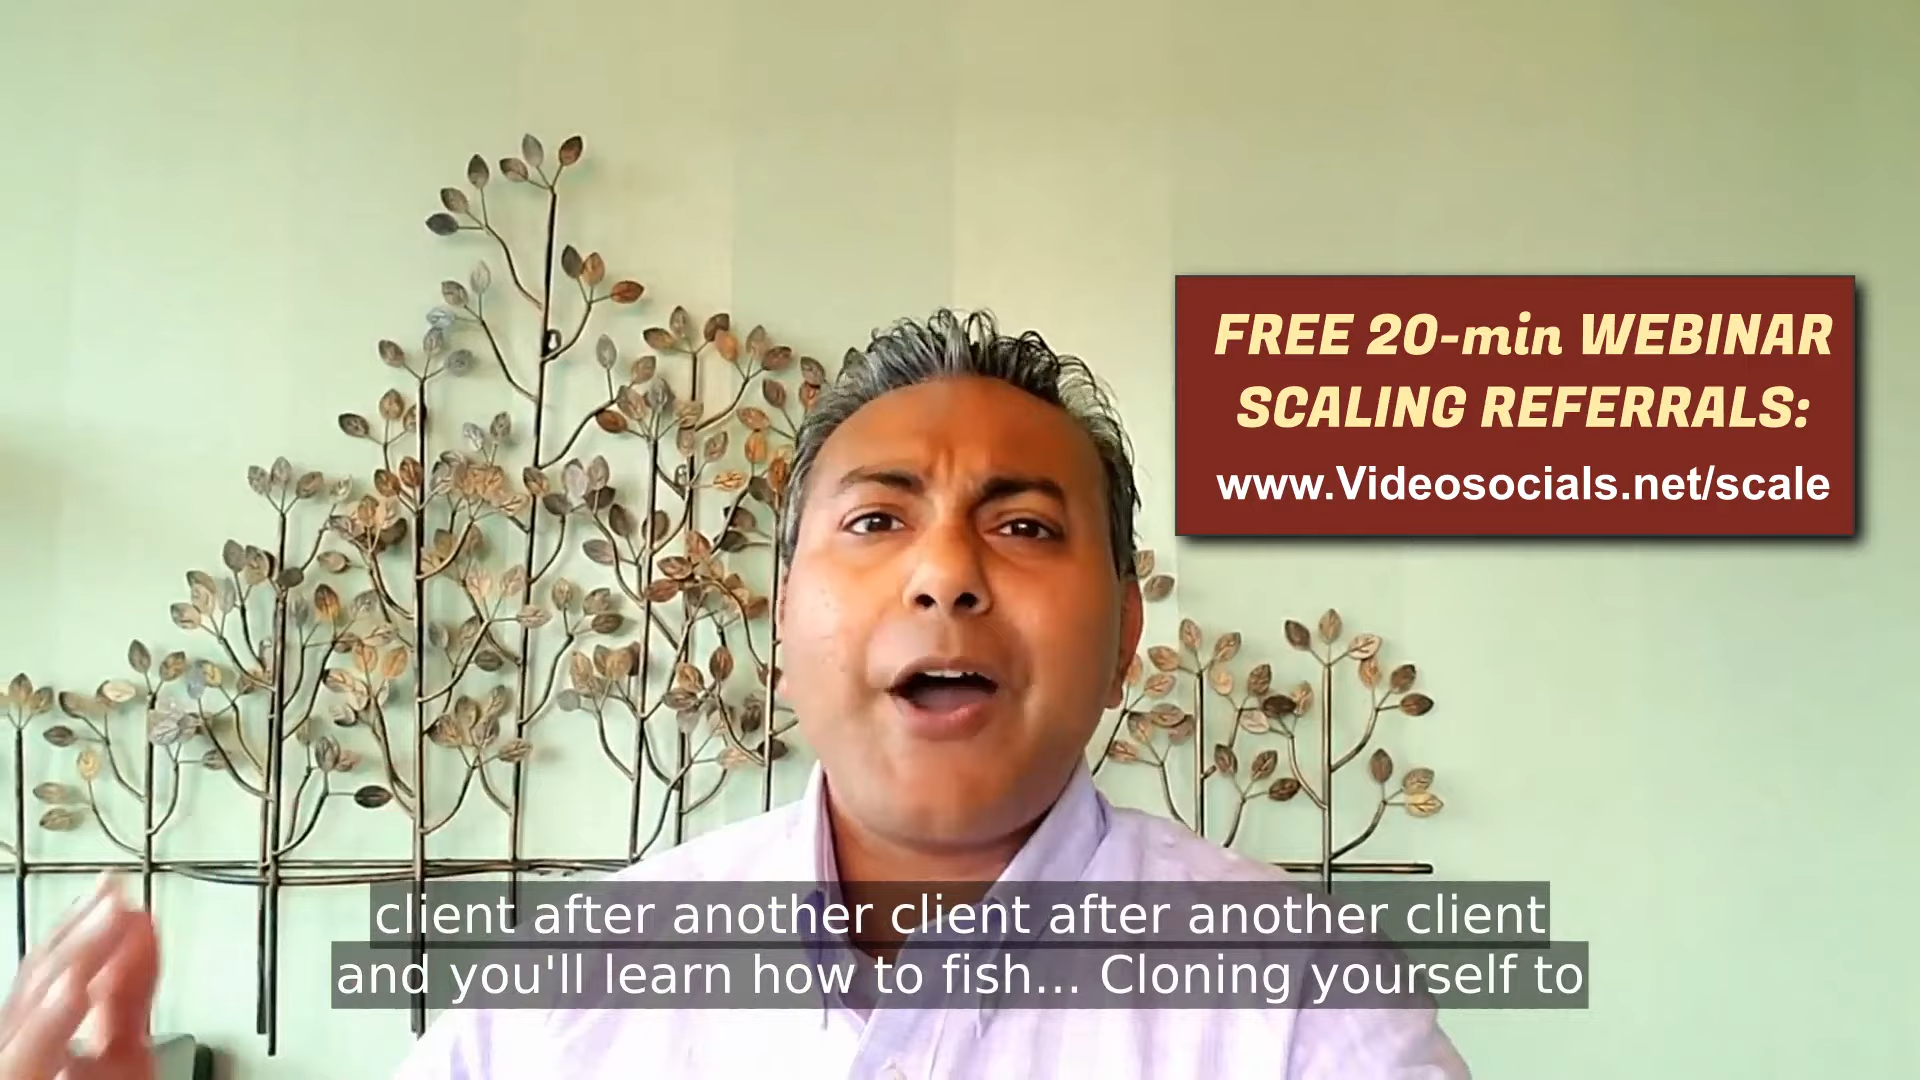 FREE 20-min WEBINAR
SCALING REFERRALS:
www.Videosocials.net/scale
client after another client after another client
and you'll learn how to fish... Cloning yourself to